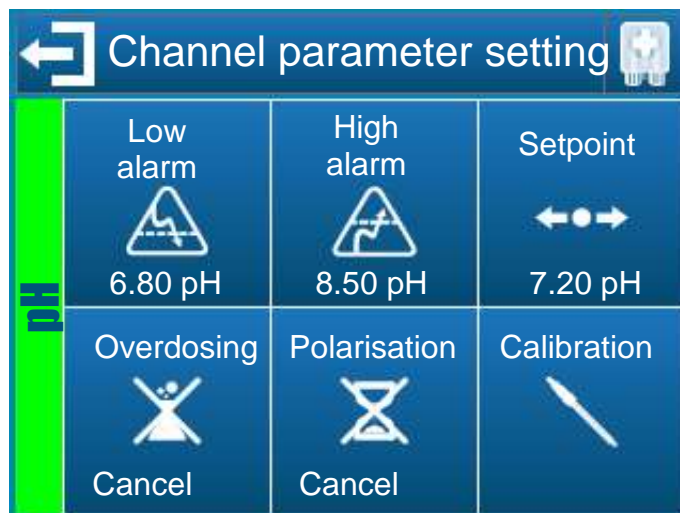 Channel parameter setting
Low
alarm
6.80 pH
High
alarm
8.50 pH
Setpoint
7.20 pH
pH
Overdosing
Cancel
Polarisation
Cancel
Calibration